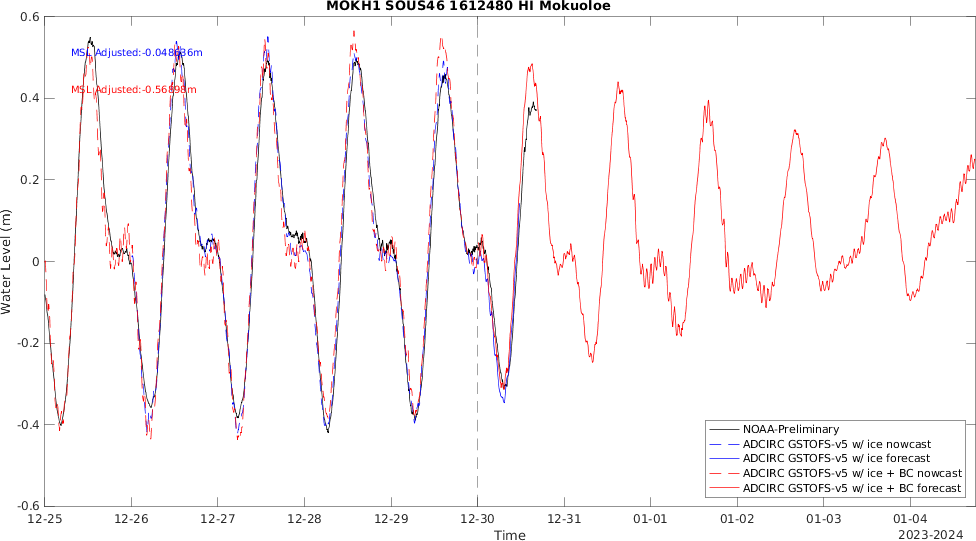 MOKH1 SOUS46 1612480 HI Mokuoloe
0.6
MSL Adjusted:-0.048636m
0.4
MSL Adjusted:-0.56898m
0.2
Water Level (m)
0
-0.2
-0.4
NOAA-Preliminary
ADCIRC GSTOFS-v5 w/ ice nowcast
ADCIRC GSTOFS-v5 w/ ice forecast
ADCIRC GSTOFS-v5 w/ ice + BC nowcast
ADCIRC GSTOFS-v5 w/ ice + BC forecast
-0.6
12-25 12-26 12-27 12-28 12-29 12-30 12-31 01-01 01-02 01-03 01-04
Time
2023-2024